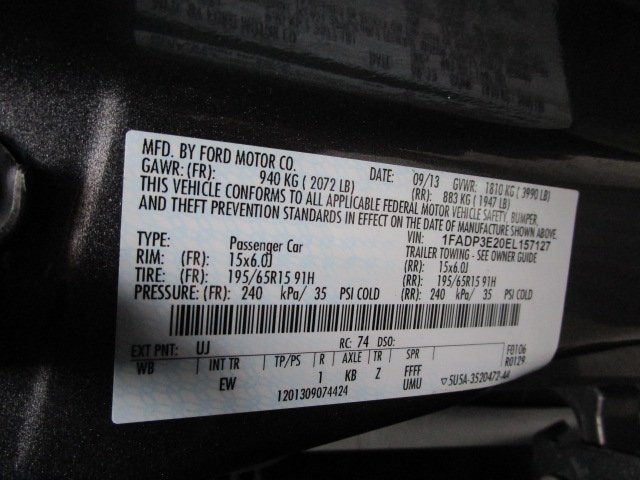 MFD. BY FORD MOTOR CO.
DATE: 09/13 GVWR: 1810 KG ( 3990 LB)
GAWR: (FR): 940 KG ( 2072 LB) (RR): 883 KG ( 1947 LB)
THIS VEHICLE CONFORMS TO ALL APPLICABLE FEDERAL MOTOR VEHICLE SAFETY, BUMPER,
AND THEFT PREVENTION STANDARDS IN EFFECT ON THE DATE OF MANUFACTURE SHOWN ABOVE.
VIN: 1FADP3E20EL157127
TYPE: Passenger Car TRAILER TOWING - SEE OWNER GUIDE
RIM: (FR): 15x6.0J (RR): 15x6.0J
TIRE: (FR): 195/65R15 91H (RR): 195/65R15 91H
PRESSURE: (FR): 240 kPa/ 35 PSI COLD (RR): 240 kPa/ 35 PSI COLD
EXT PNT: UJ RC: 74 DSO: F0106
WB INT TR TP/PS R AXLE TR SPR R0129
EW 1 KB Z FFFF
UMU
1201309074424